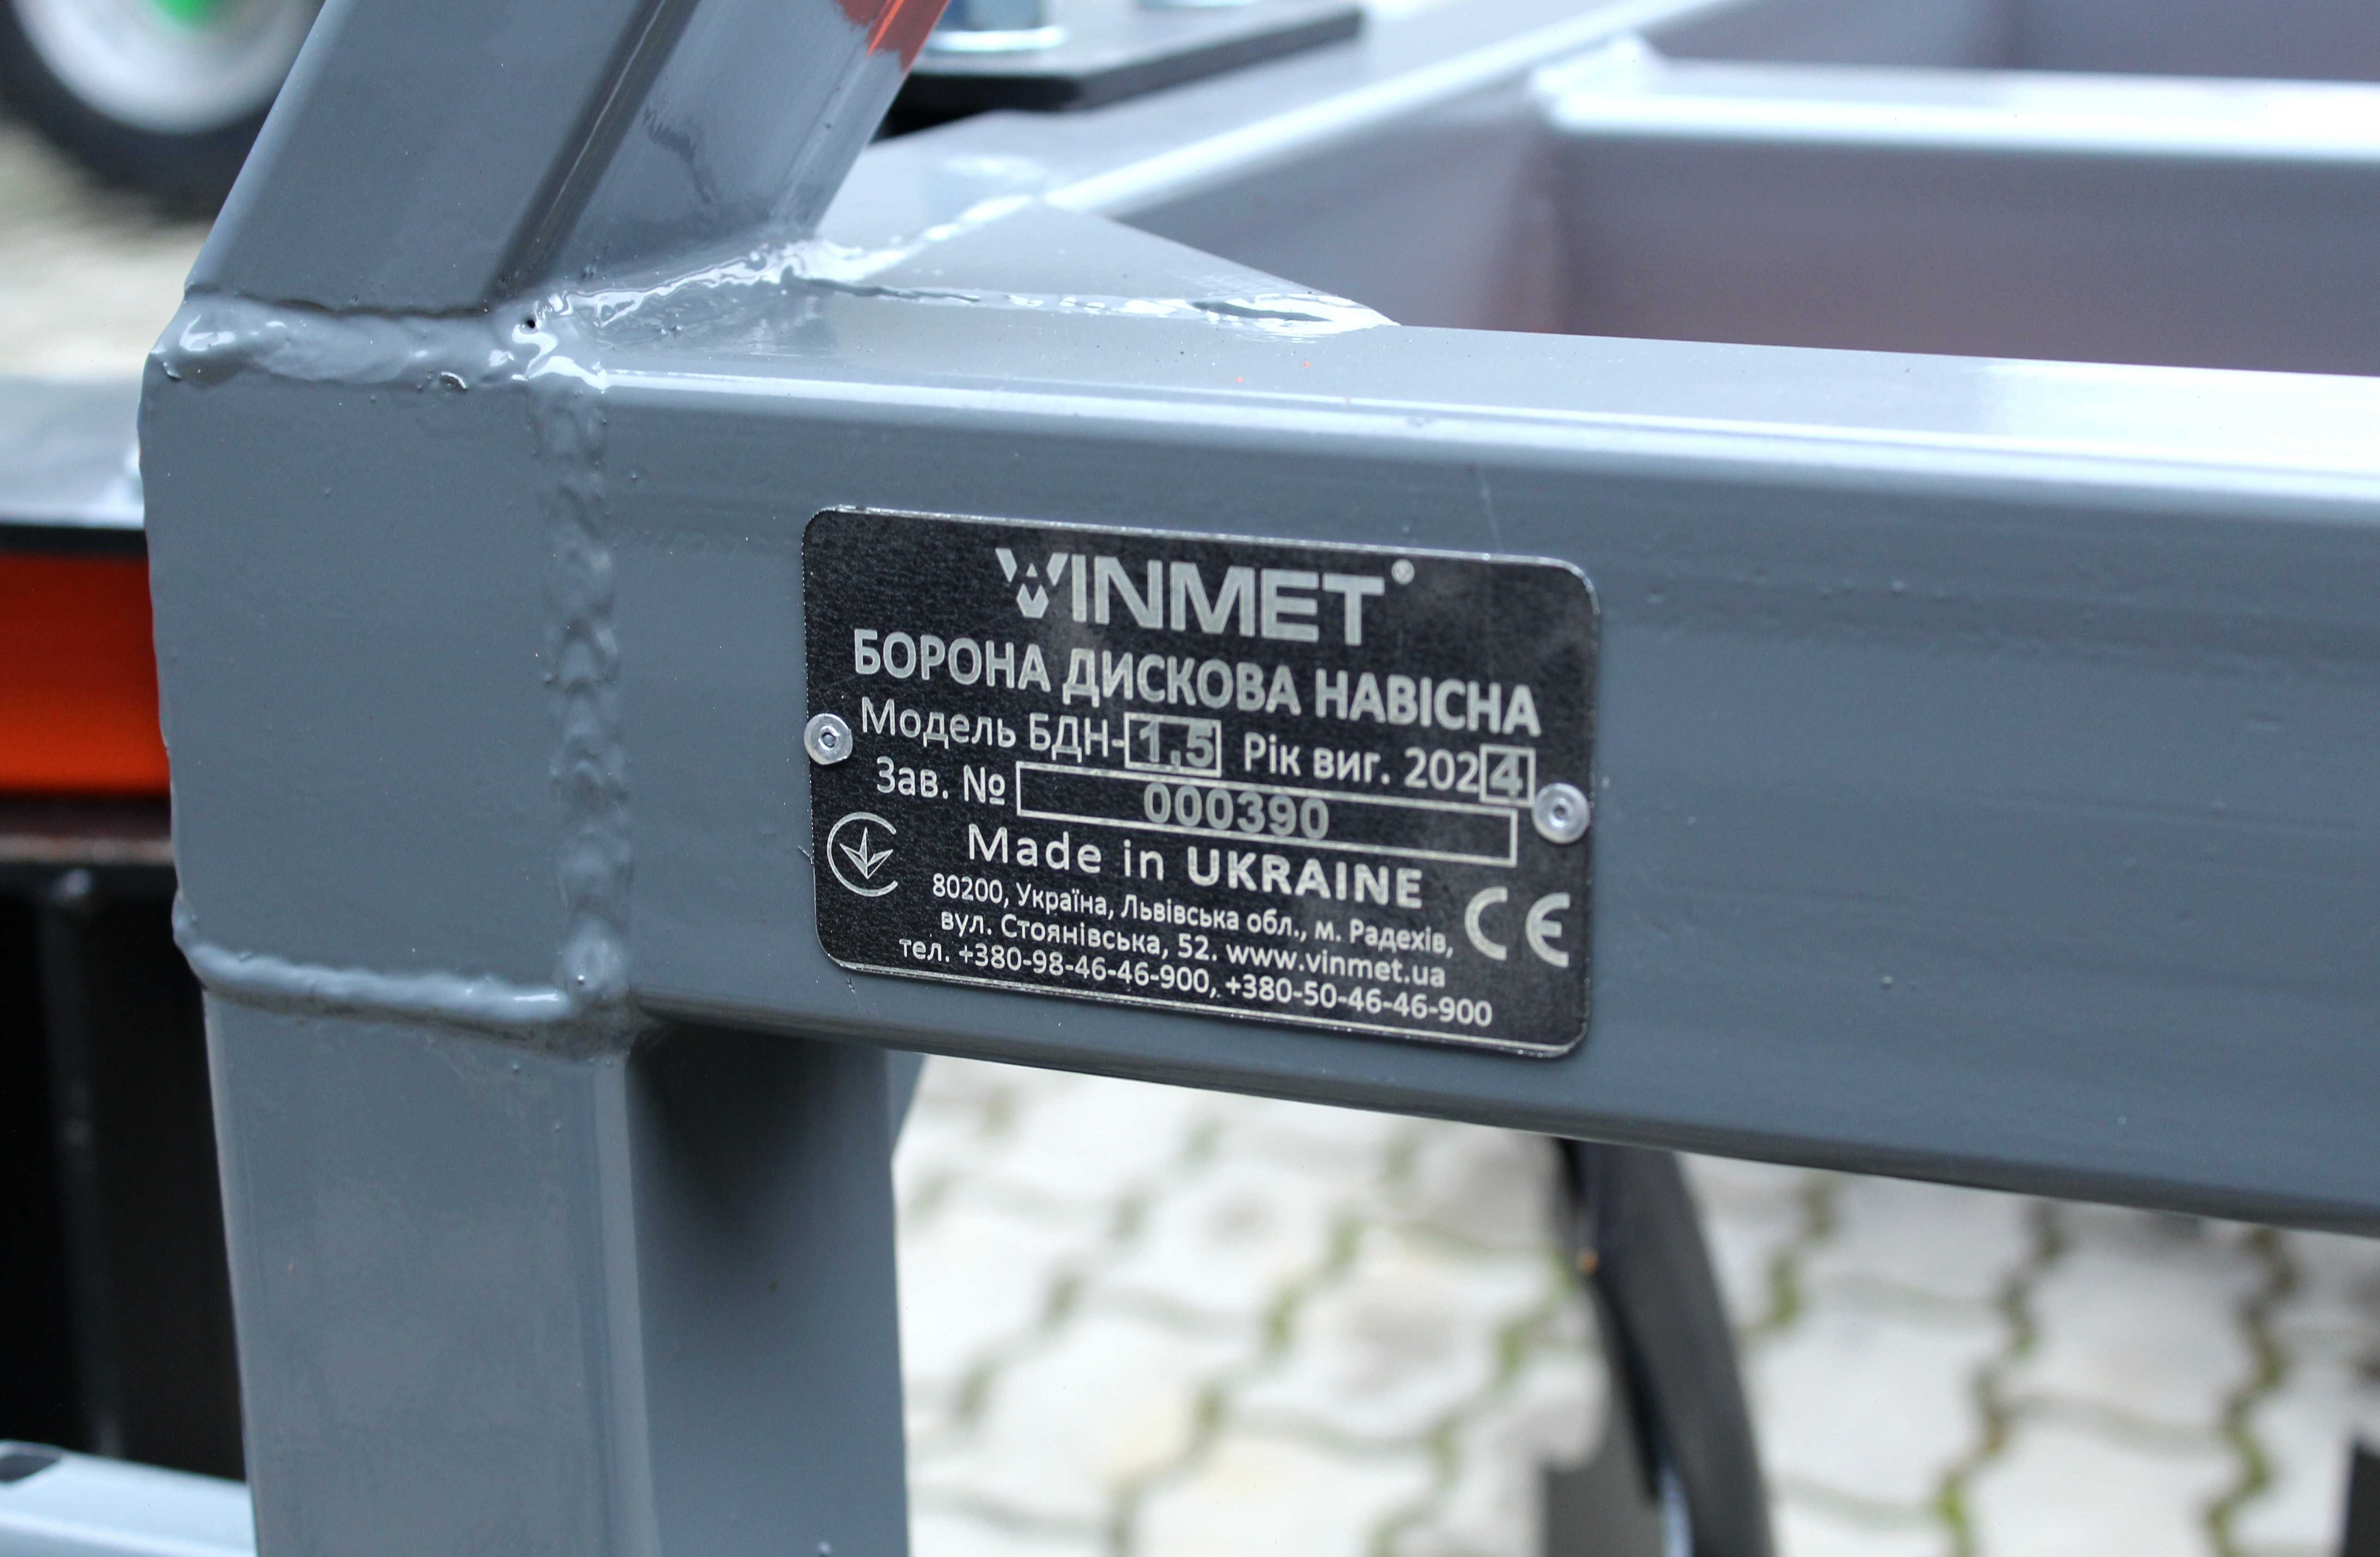 VINMET®
БОРОНА ДИСКОВА НАВІСНА
Модель БДН-1,5 Рік виг. 2024
Зав. № 000390
Made in UKRAINE
80200, Україна, Львівська обл., м. Радехів,
вул. Стоянівська, 52. www.vinmet.ua
тел. +380-98-46-46-900, +380-50-46-46-900
CE